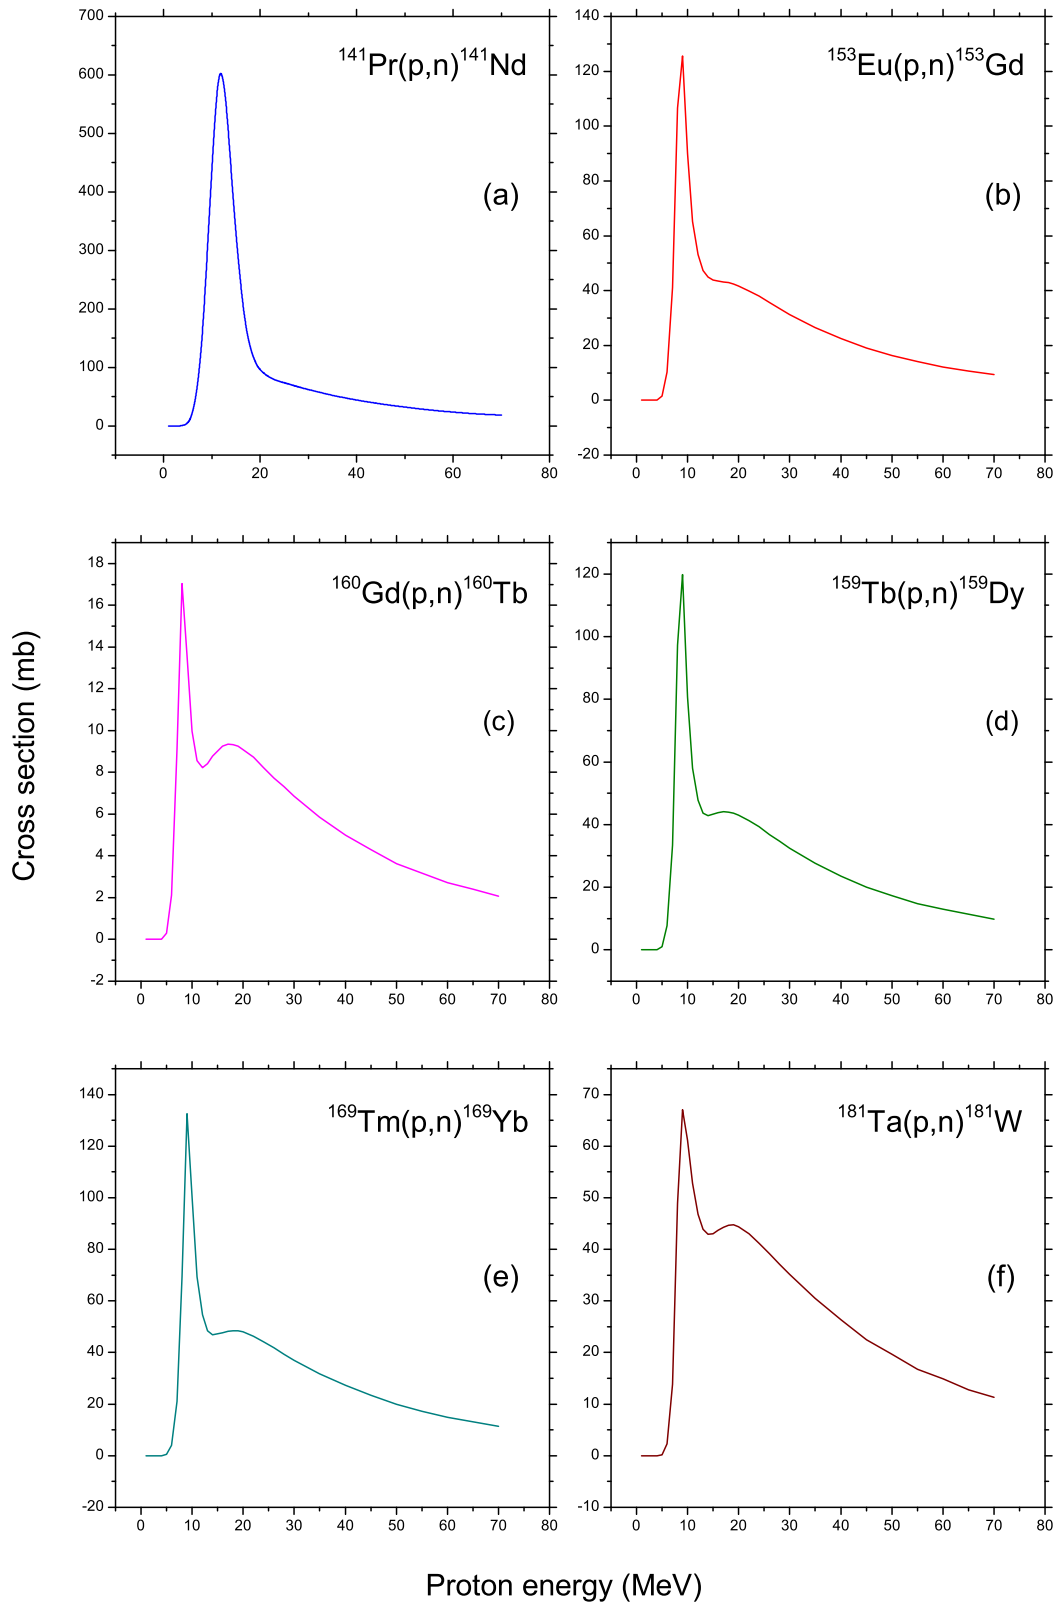 ¹⁴¹Pr(p,n)¹⁴¹Nd
(a)
700
600
500
400
300
200
100
0
0 20 40 60 80
¹⁵³Eu(p,n)¹⁵³Gd
(b)
140
120
100
80
60
40
20
0
-20
0 10 20 30 40 50 60 70 80
¹⁶⁰Gd(p,n)¹⁶⁰Tb
(c)
18
16
14
12
10
8
6
4
2
0
-2
0 10 20 30 40 50 60 70 80
¹⁵⁹Tb(p,n)¹⁵⁹Dy
(d)
120
100
80
60
40
20
0
0 10 20 30 40 50 60 70 80
¹⁶⁹Tm(p,n)¹⁶⁹Yb
(e)
140
120
100
80
60
40
20
0
-20
0 10 20 30 40 50 60 70 80
¹⁸¹Ta(p,n)¹⁸¹W
(f)
70
60
50
40
30
20
10
0
-10
0 10 20 30 40 50 60 70 80
Cross section (mb)
Proton energy (MeV)